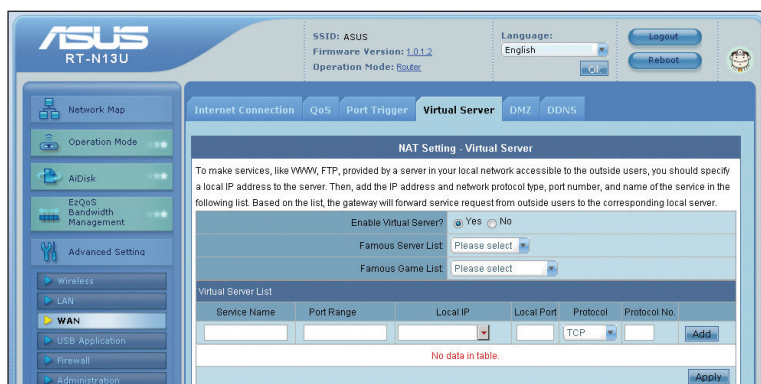 ASUS
RT-N13U
SSID: ASUS
Firmware Version: 1.0.1.2
Operation Mode: Router
Language:
English
OK
Logout
Reboot
Network Map
Operation Mode
AiDisk
EzQoS
Bandwidth
Management
Advanced Setting
Wireless
LAN
WAN
USB Application
Firewall
Administration
Internet Connection QoS Port Trigger Virtual Server DMZ DDNS
NAT Setting - Virtual Server
To make services, like WWW, FTP, provided by a server in your local network accessible to the outside users, you should specify
a local IP address to the server. Then, add the IP address and network protocol type, port number, and name of the service in the
following list. Based on the list, the gateway will forward service request from outside users to the corresponding local server.
Enable Virtual Server? Yes No
Famous Server List: Please select
Famous Game List: Please select
Virtual Server List
Service Name Port Range Local IP Local Port Protocol Protocol No.
TCP Add
No data in table.
Apply